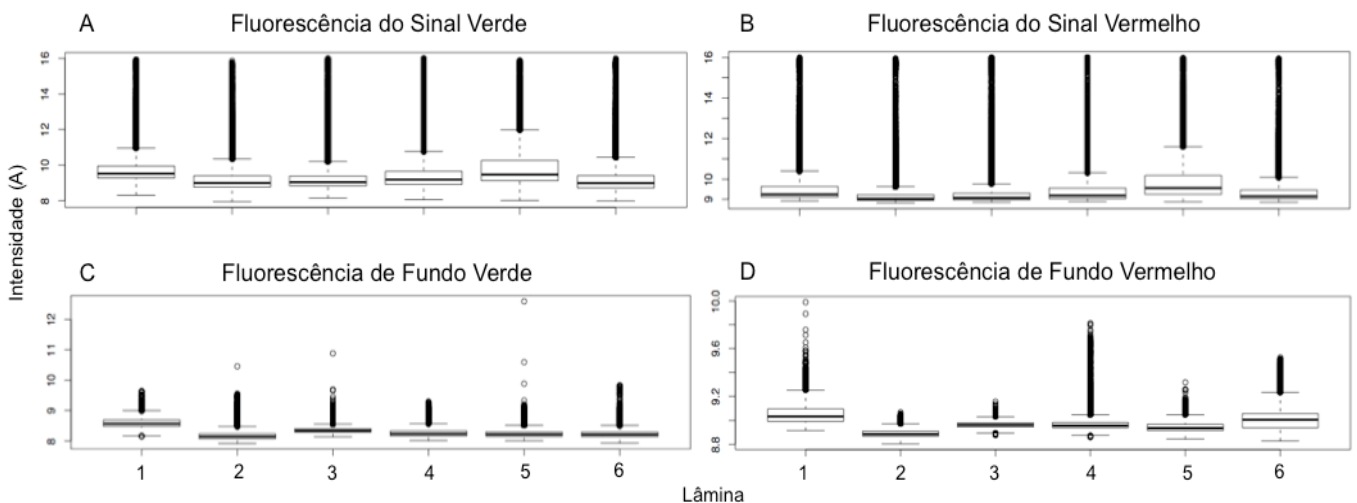 A Fluorescência do Sinal Verde
16
14
12
10
8
B Fluorescência do Sinal Vermelho
16
14
12
10
9
Intensidade (A)
C Fluorescência de Fundo Verde
12
11
10
9
8
1 2 3 4 5 6
D Fluorescência de Fundo Vermelho
10.0
9.6
9.2
8.8
1 2 3 4 5 6
Lâmina